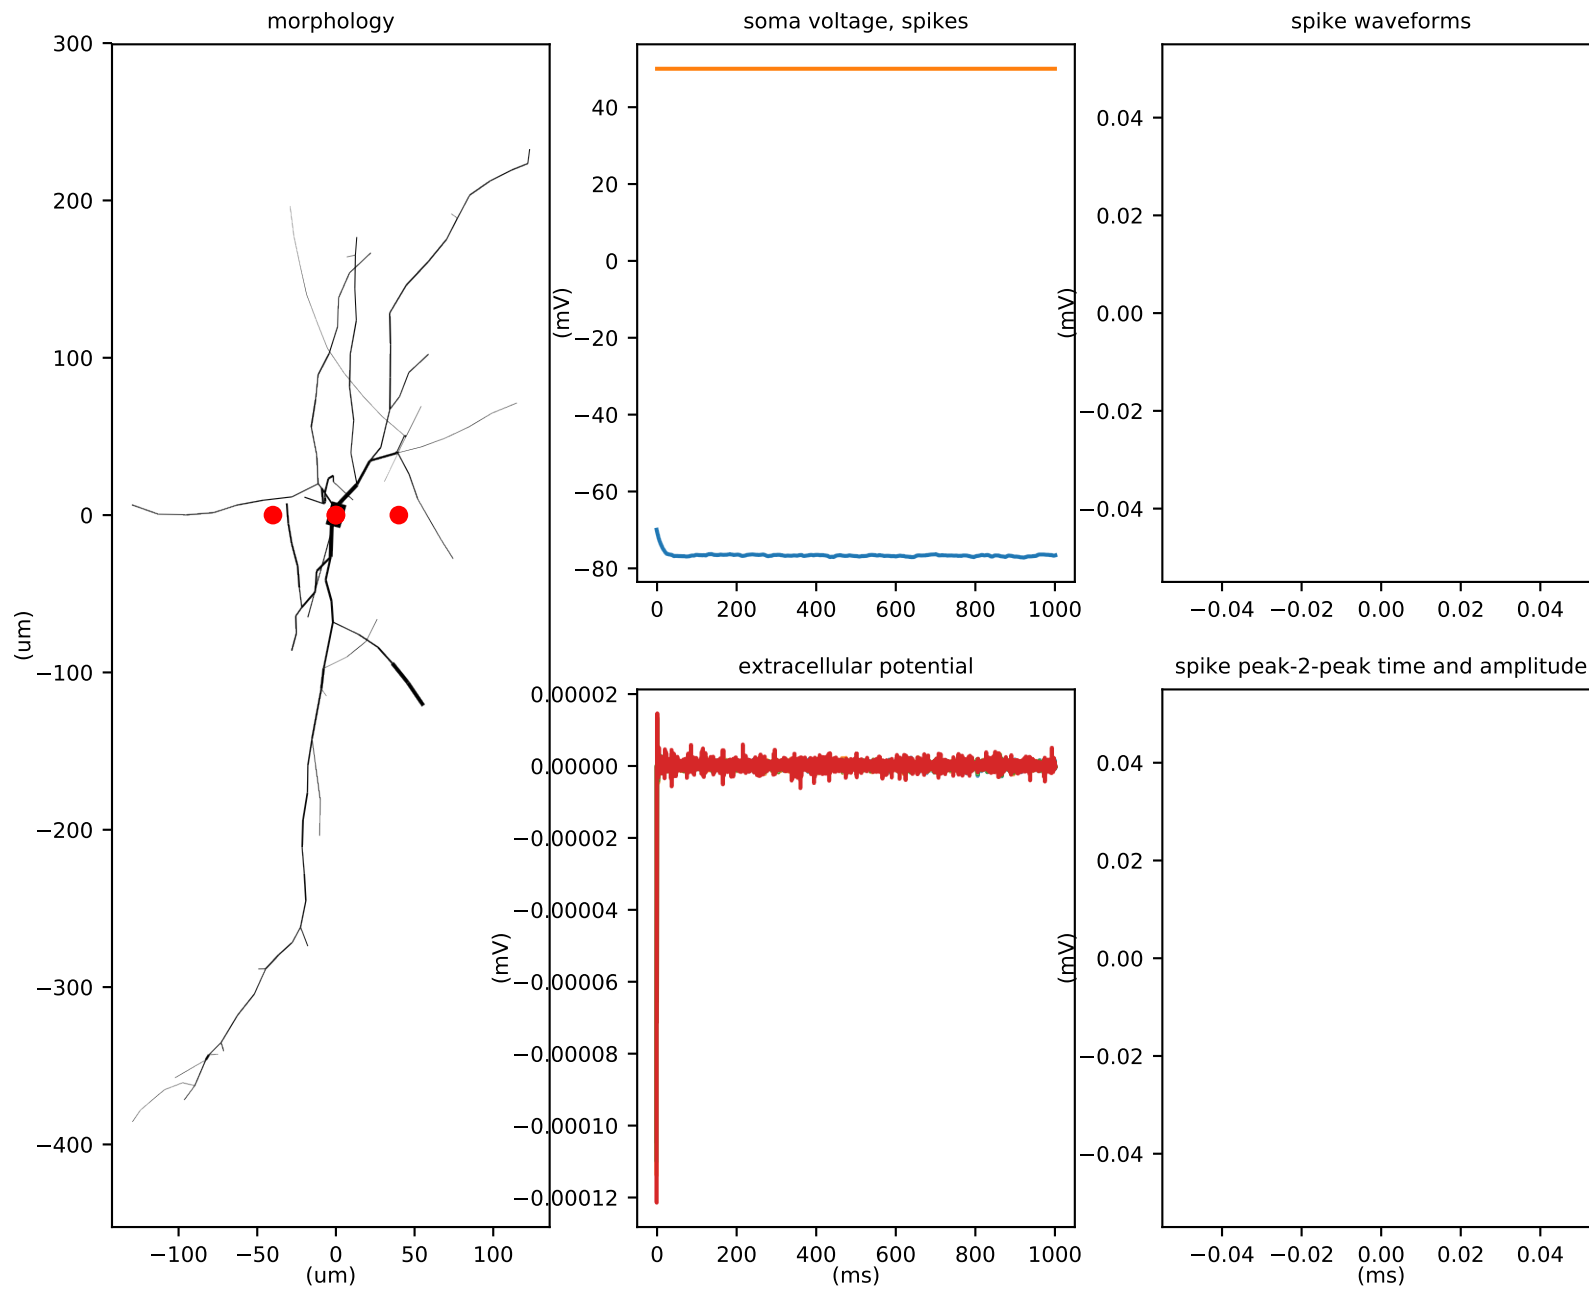 morphology
300
200
100
0
−100
−200
−300
−400
(um)
−100 −50 0 50 100
(um)
soma voltage, spikes
40
20
0
−20
−40
−60
−80
(mV)
0 200 400 600 800 1000
spike waveforms
0.04
0.02
0.00
−0.02
−0.04
(mV)
−0.04 −0.02 0.00 0.02 0.04
extracellular potential
0.00002
0.00000
−0.00002
−0.00004
−0.00006
−0.00008
−0.00010
−0.00012
(mV)
0 200 400 600 800 1000
(ms)
spike peak-2-peak time and amplitude
0.04
0.02
0.00
−0.02
−0.04
(mV)
−0.04 −0.02 0.00 0.02 0.04
(ms)